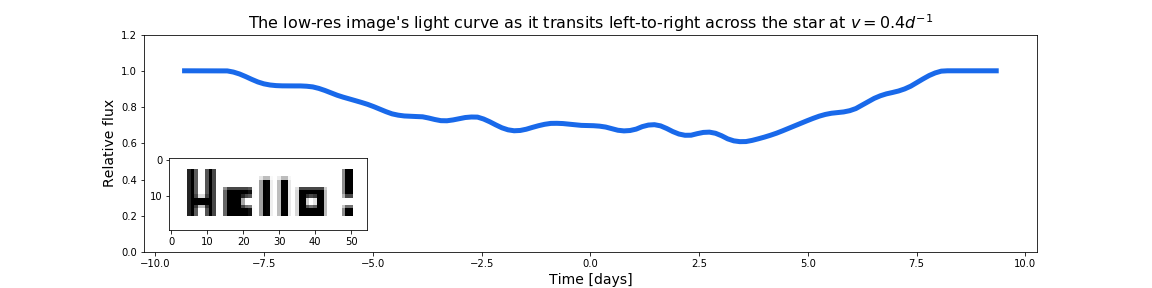 The low-res image's light curve as it transits left-to-right across the star at v = 0.4d⁻¹
1.2
1.0
0.8
0.6
0.4
0.2
0.0
Relative flux
0
10
Hello!
0 10 20 30 40 50
−10.0 −7.5 −5.0 −2.5 0.0 2.5 5.0 7.5 10.0
Time [days]